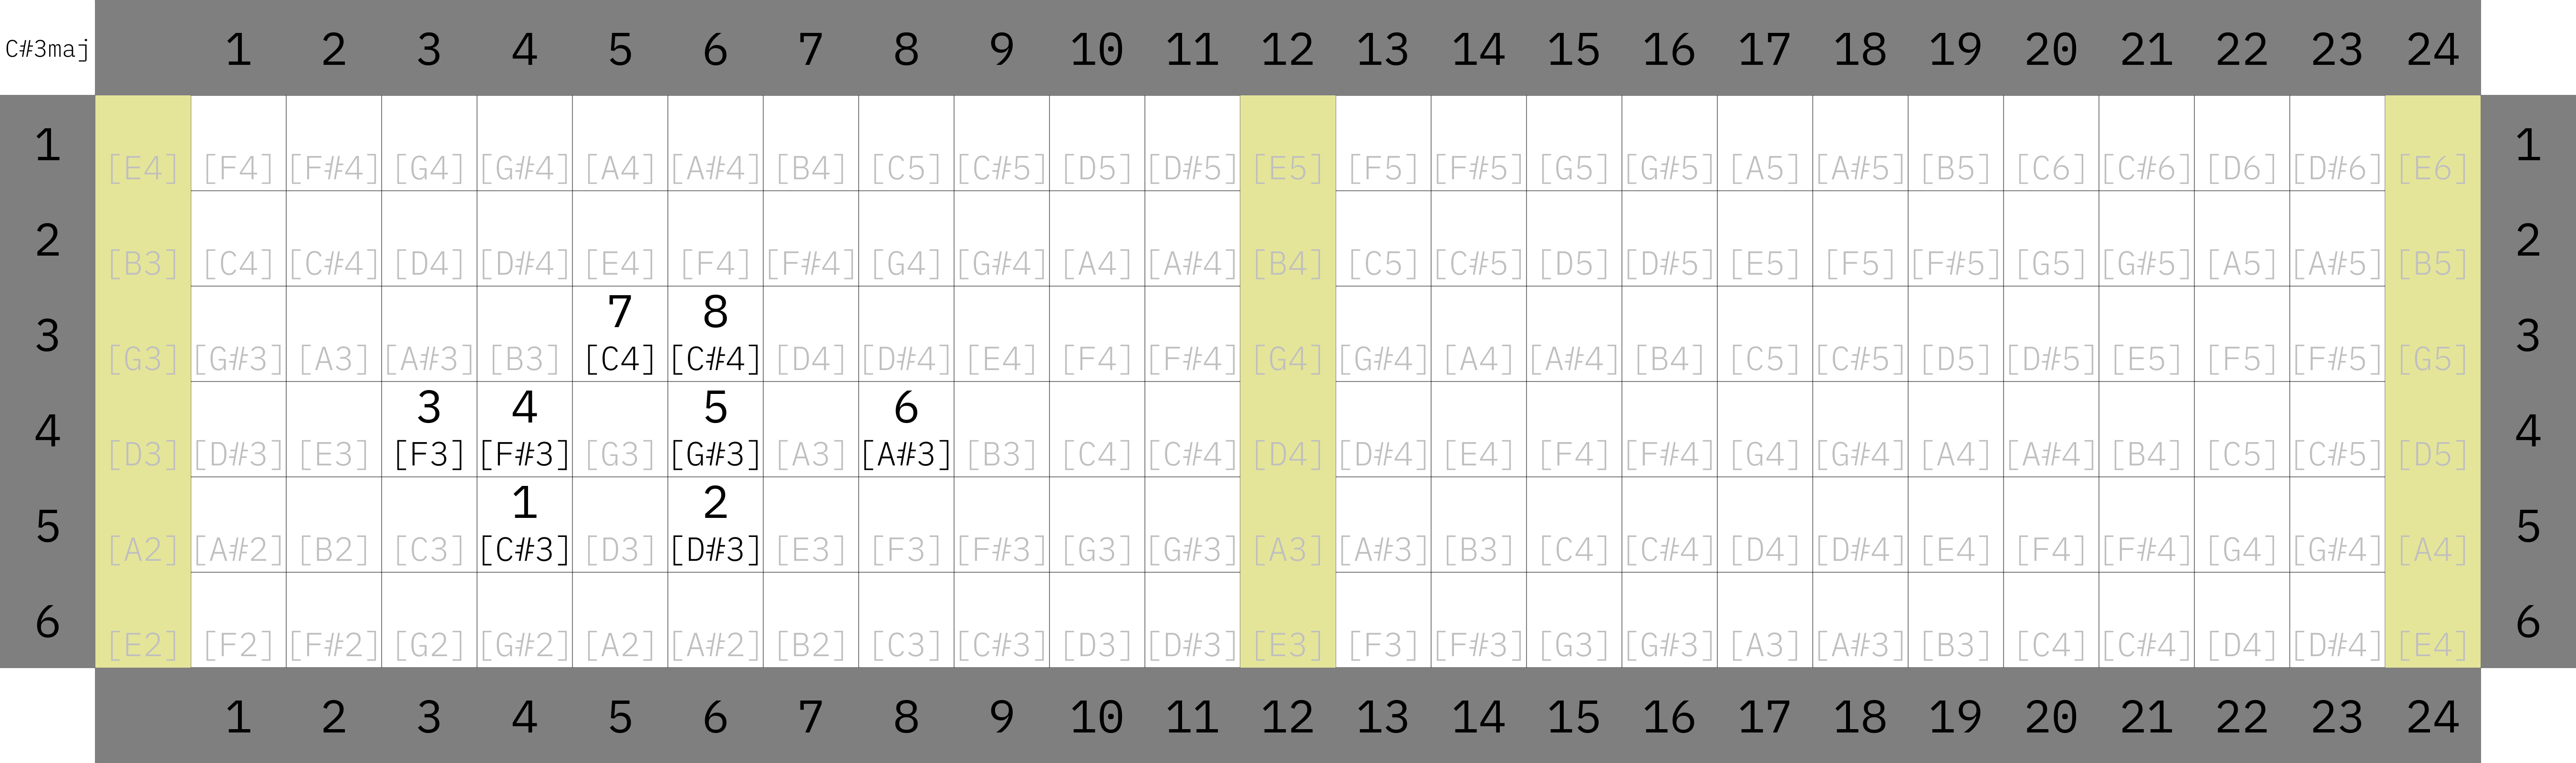 C#3maj 1 2 3 4 5 6 7 8 9 10 11 12 13 14 15 16 17 18 19 20 21 22 23 24
1 [E4] [F4] [F#4] [G4] [G#4] [A4] [A#4] [B4] [C5] [C#5] [D5] [D#5] [E5] [F5] [F#5] [G5] [G#5] [A5] [A#5] [B5] [C6] [C#6] [D6] [D#6] [E6] 1
2 [B3] [C4] [C#4] [D4] [D#4] [E4] [F4] [F#4] [G4] [G#4] [A4] [A#4] [B4] [C5] [C#5] [D5] [D#5] [E5] [F5] [F#5] [G5] [G#5] [A5] [A#5] [B5] 2
7 8
3 [G3] [G#3] [A3] [A#3] [B3] [C4] [C#4] [D4] [D#4] [E4] [F4] [F#4] [G4] [G#4] [A4] [A#4] [B4] [C5] [C#5] [D5] [D#5] [E5] [F5] [F#5] [G5] 3
3 4 5 6
4 [D3] [D#3] [E3] [F3] [F#3] [G3] [G#3] [A3] [A#3] [B3] [C4] [C#4] [D4] [D#4] [E4] [F4] [F#4] [G4] [G#4] [A4] [A#4] [B4] [C5] [C#5] [D5] 4
1 2
5 [A2] [A#2] [B2] [C3] [C#3] [D3] [D#3] [E3] [F3] [F#3] [G3] [G#3] [A3] [A#3] [B3] [C4] [C#4] [D4] [D#4] [E4] [F4] [F#4] [G4] [G#4] [A4] 5
6 [E2] [F2] [F#2] [G2] [G#2] [A2] [A#2] [B2] [C3] [C#3] [D3] [D#3] [E3] [F3] [F#3] [G3] [G#3] [A3] [A#3] [B3] [C4] [C#4] [D4] [D#4] [E4] 6
1 2 3 4 5 6 7 8 9 10 11 12 13 14 15 16 17 18 19 20 21 22 23 24